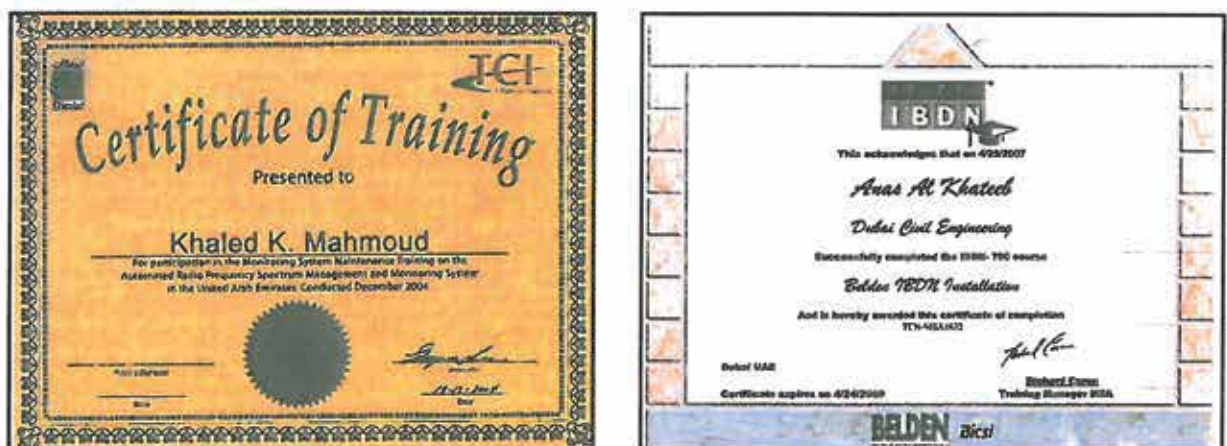 TCI
Certificate of Training
Presented to
Khaled K. Mahmoud
For participation in the Monitoring System Maintenance Training on the
Automated Radio Frequency Spectrum Management and Monitoring System
in the United Arab Emirates Conducted December 2004
Date
IBDN
This acknowledges that on 4/25/2007
Anas Al Khateeb
Dubai Civil Engineering
Successfully completed the course
Belden IBDN Installation
And is hereby awarded this certificate of completion
Dubai UAE
Certificate expires on 4/24/2009
Training Manager
BELDEN Bicsi